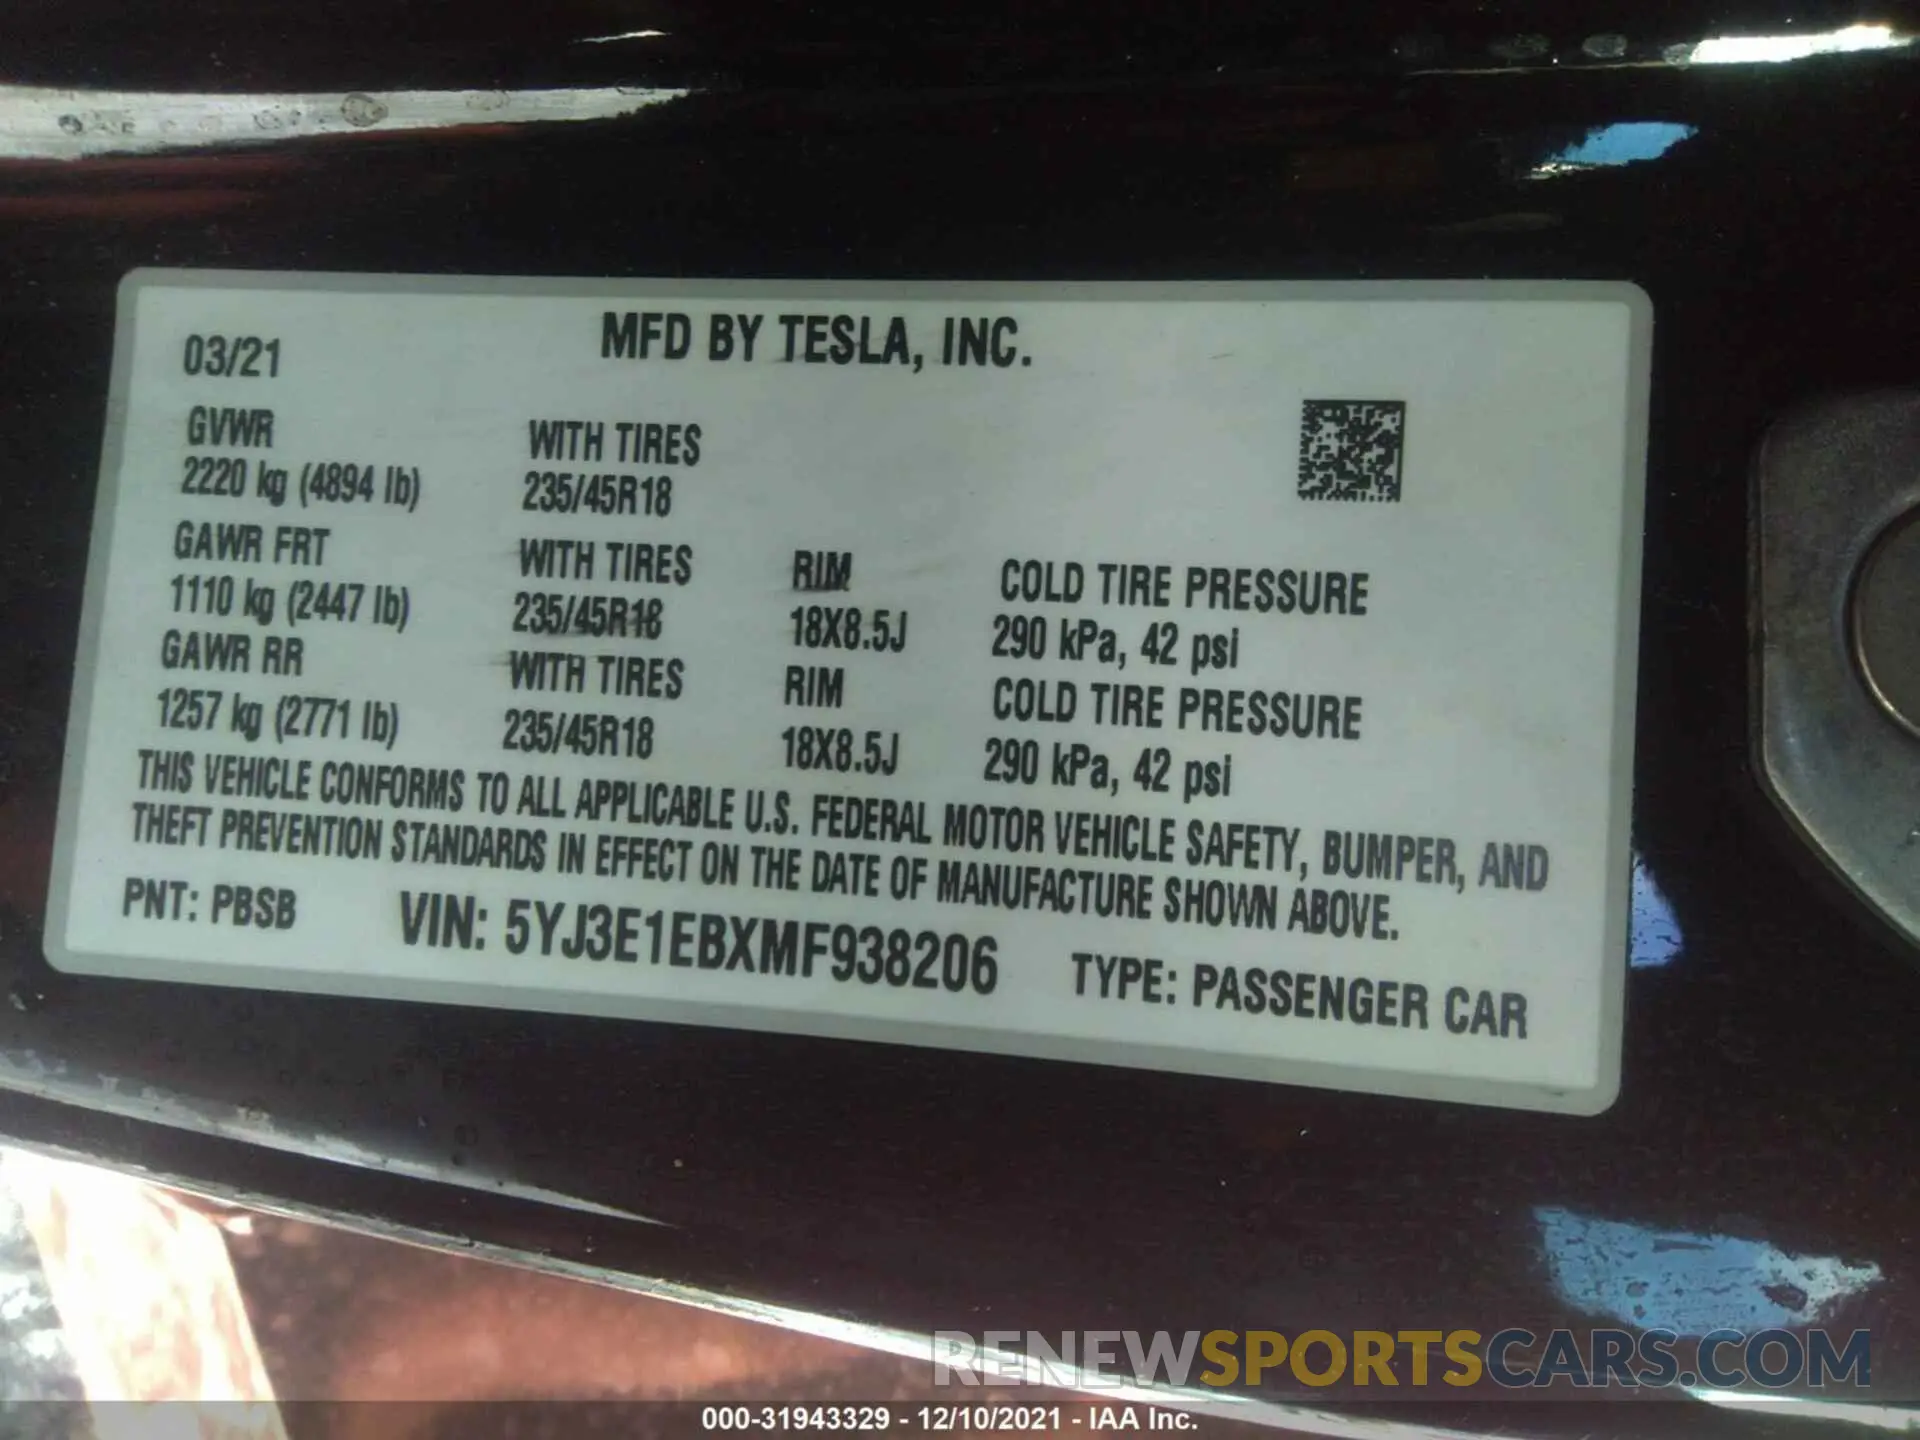 03/21 MFD BY TESLA, INC.
GVWR WITH TIRES
2220 kg (4894 lb) 235/45R18
GAWR FRT WITH TIRES RIM COLD TIRE PRESSURE
1110 kg (2447 lb) 235/45R18 18X8.5J 290 kPa, 42 psi
GAWR RR WITH TIRES RIM COLD TIRE PRESSURE
1257 kg (2771 lb) 235/45R18 18X8.5J 290 kPa, 42 psi
THIS VEHICLE CONFORMS TO ALL APPLICABLE U.S. FEDERAL MOTOR VEHICLE SAFETY, BUMPER, AND
THEFT PREVENTION STANDARDS IN EFFECT ON THE DATE OF MANUFACTURE SHOWN ABOVE.
PNT: PBSB VIN: 5YJ3E1EBXMF938206 TYPE: PASSENGER CAR
RENEWSPORTSCARS.COM
000-31943329 - 12/10/2021 - IAA Inc.